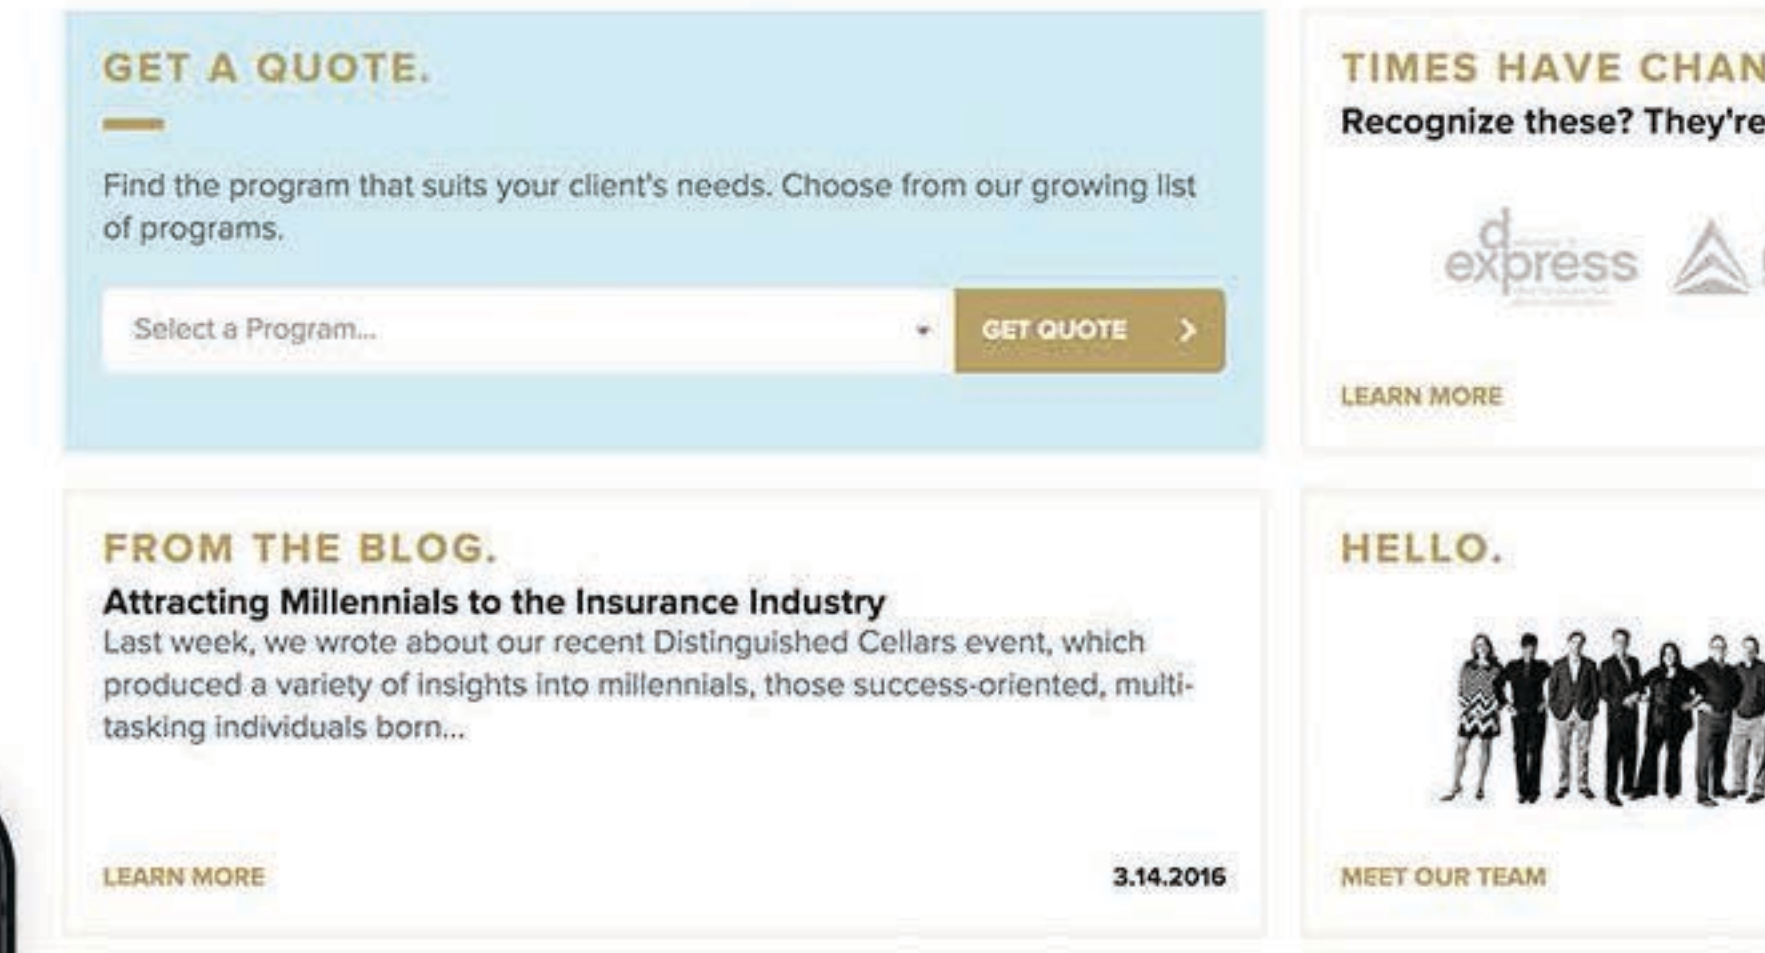 GET A QUOTE.
Find the program that suits your client's needs. Choose from our growing list
of programs.
Select a Program...
GET QUOTE
TIMES HAVE CHAN
Recognize these? They're
d
express
LEARN MORE
FROM THE BLOG.
Attracting Millennials to the Insurance Industry
Last week, we wrote about our recent Distinguished Cellars event, which
produced a variety of insights into millennials, those success-oriented, multi-
tasking individuals born...
LEARN MORE
3.14.2016
HELLO.
MEET OUR TEAM